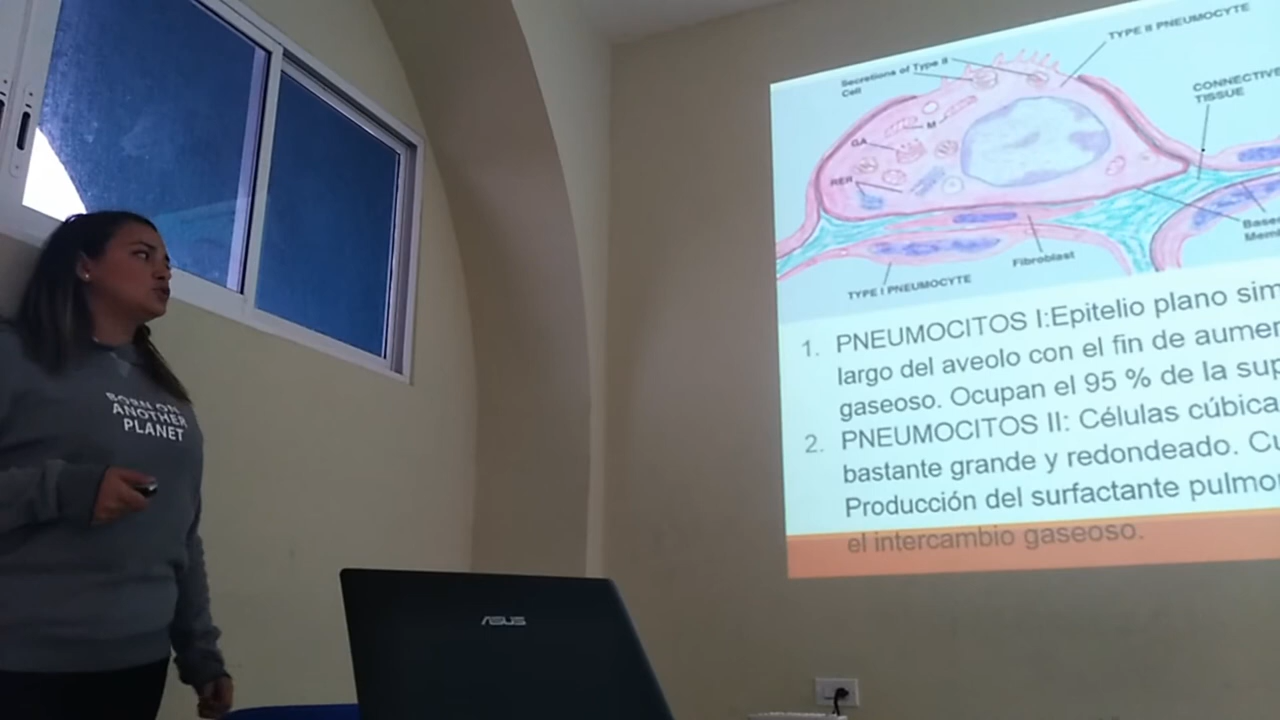 BORN ON
ANOTHER
PLANET
ASUS
TYPE II PNEUMOCYTE
Secretions of Type II
Cell
CONNECTIVE
TISSUE
M
GA
RER
Fibroblast
TYPE I PNEUMOCYTE
1. PNEUMOCITOS I:Epitelio plano sim
largo del aveolo con el fin de aumen
gaseoso. Ocupan el 95 % de la sup
2. PNEUMOCITOS II: Células cúbica
bastante grande y redondeado. Cu
Producción del surfactante pulmo
el intercambio gaseoso.